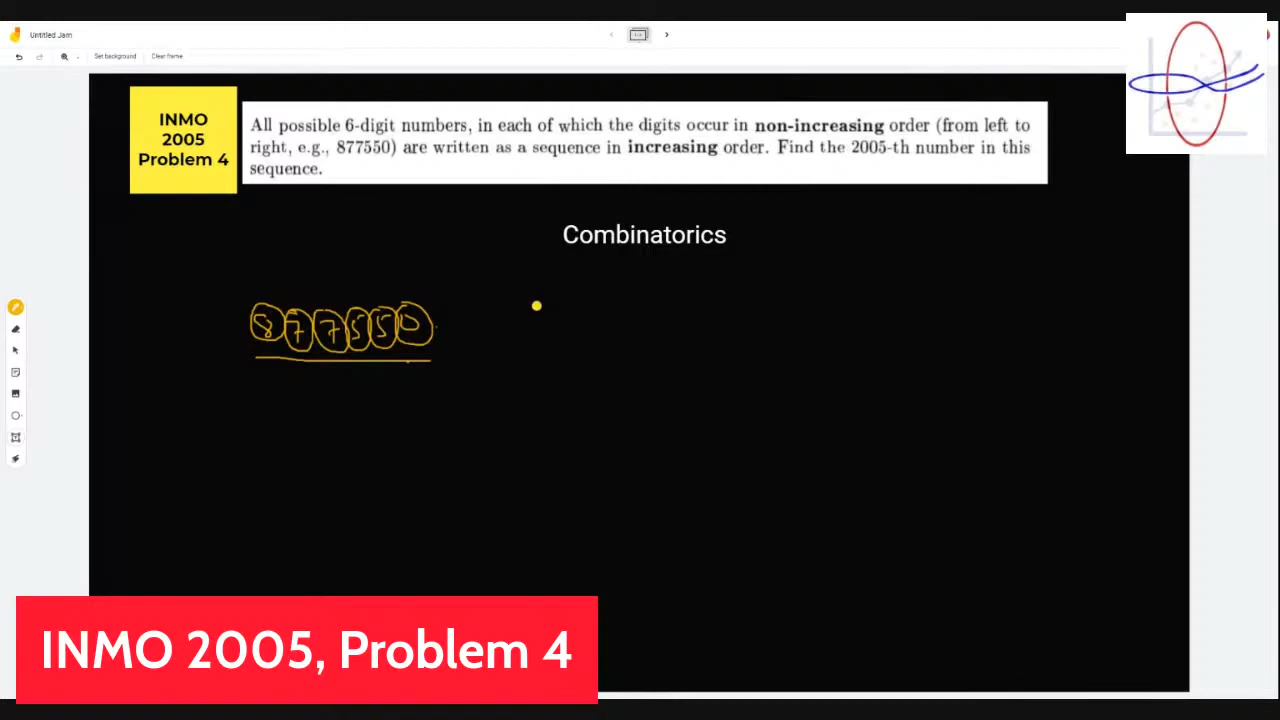 Untitled Jam
Set background
Clear frame
INMO
2005
Problem 4
All possible 6-digit numbers, in each of which the digits occur in non-increasing order (from left to
right, e.g., 877550) are written as a sequence in increasing order. Find the 2005-th number in this
sequence.
Combinatorics
877550
INMO 2005, Problem 4